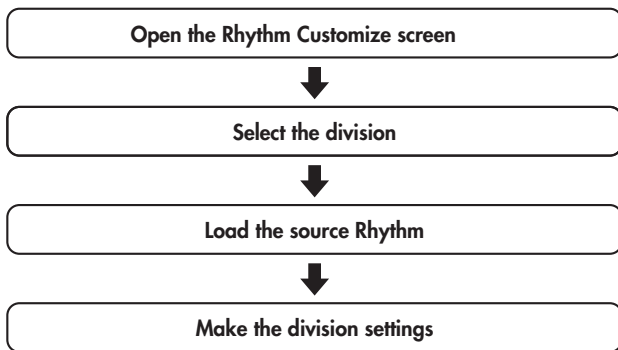 Open the Rhythm Customize screen
Select the division
Load the source Rhythm
Make the division settings